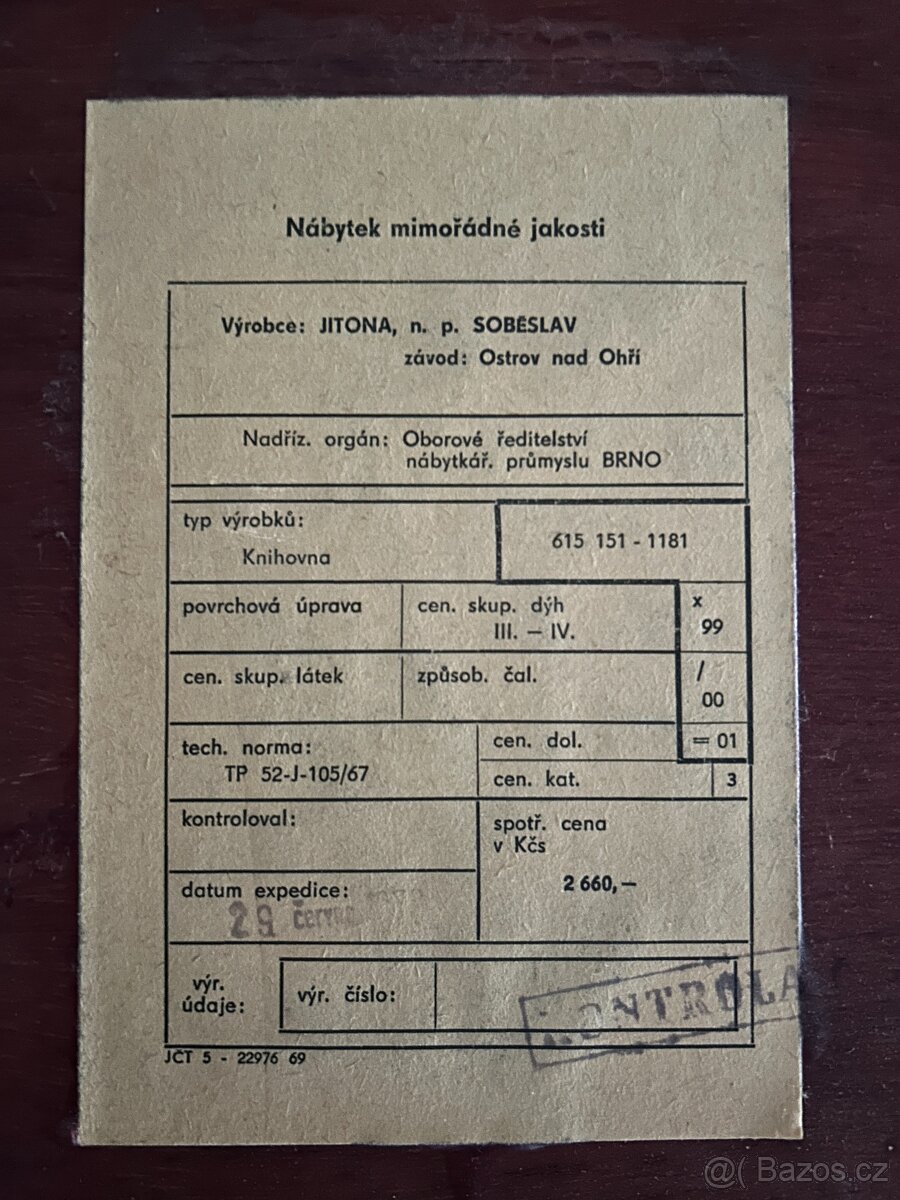 Nábytek mimořádné jakosti
Výrobce: JITONA, n. p. SOBĚSLAV
závod: Ostrov nad Ohří
Nadříz. orgán: Oborové ředitelství
nábytkář. průmyslu BRNO
typ výrobků:
Knihovna
615 151 - 1181
povrchová úprava
cen. skup. dýh
III. – IV.
x
99
cen. skup. látek
způsob. čal.
/
00
tech. norma:
TP 52-J-105/67
cen. dol.
= 01
cen. kat.
3
kontroloval:
spotř. cena
v Kčs
2 660,—
datum expedice:
29
výr.
údaje:
výr. číslo:
KONTROLA
JČT 5 - 22976 69
@( Bazos.cz